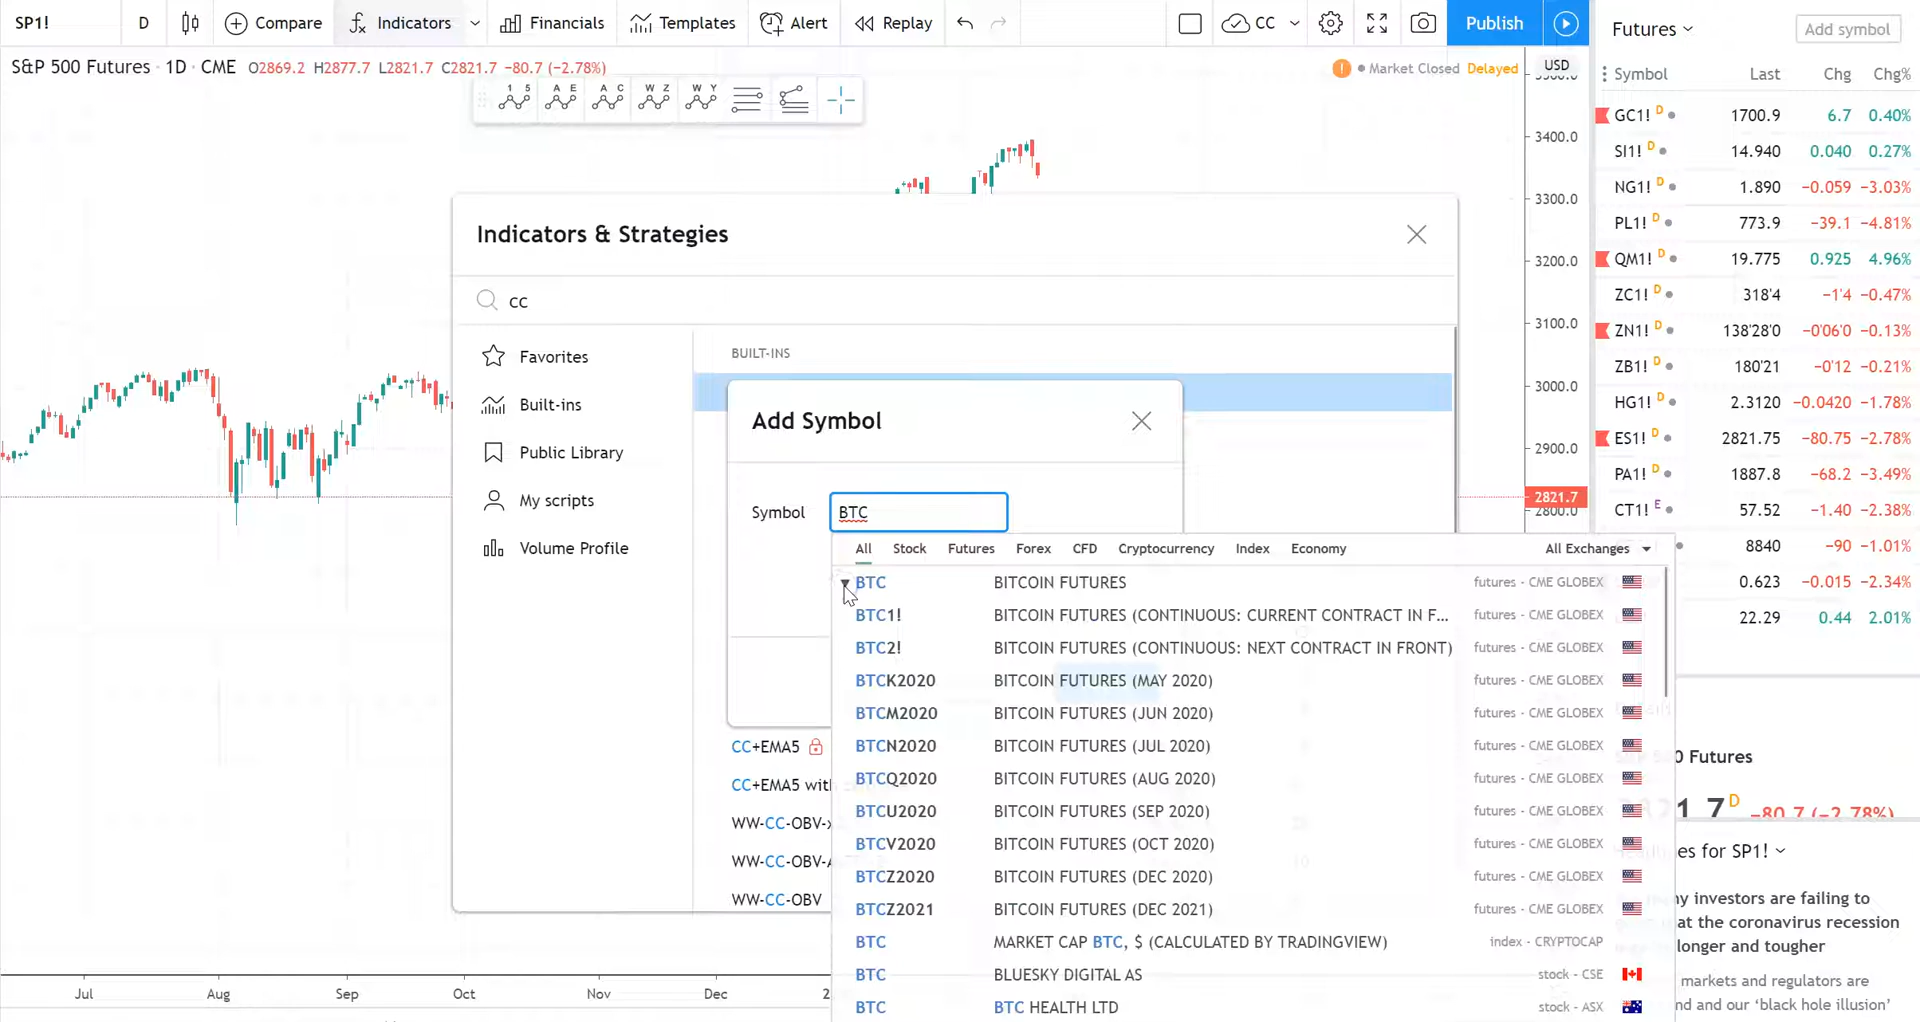 SP1! D Compare Indicators Financials Templates Alert Replay CC Publish
Futures Add symbol
S&P 500 Futures · 1D · CME O2869.2 H2877.7 L2821.7 C2821.7 −80.7 (−2.78%)
Market Closed Delayed USD
1 5 A E A C W Z W Y
3400.0
3300.0
3200.0
3100.0
3000.0
2900.0
2821.7
2800.0
Symbol Last Chg Chg%
GC1! D 1700.9 6.7 0.40%
SI1! D 14.940 0.040 0.27%
NG1! D 1.890 −0.059 −3.03%
PL1! D 773.9 −39.1 −4.81%
QM1! D 19.775 0.925 4.96%
ZC1! D 318'4 −1'4 −0.47%
ZN1! D 138'28'0 −0'06'0 −0.13%
ZB1! D 180'21 −0'12 −0.21%
HG1! D 2.3120 −0.0420 −1.78%
ES1! D 2821.75 −80.75 −2.78%
PA1! D 1887.8 −68.2 −3.49%
CT1! E 57.52 −1.40 −2.38%
8840 −90 −1.01%
0.623 −0.015 −2.34%
22.29 0.44 2.01%
Indicators & Strategies
cc
Favorites
Built-ins
Public Library
My scripts
Volume Profile
BUILT-INS
Add Symbol
Symbol BTC
All Stock Futures Forex CFD Cryptocurrency Index Economy All Exchanges
BTC BITCOIN FUTURES futures - CME GLOBEX
BTC1! BITCOIN FUTURES (CONTINUOUS: CURRENT CONTRACT IN F... futures - CME GLOBEX
BTC2! BITCOIN FUTURES (CONTINUOUS: NEXT CONTRACT IN FRONT) futures - CME GLOBEX
BTCK2020 BITCOIN FUTURES (MAY 2020) futures - CME GLOBEX
BTCM2020 BITCOIN FUTURES (JUN 2020) futures - CME GLOBEX
BTCN2020 BITCOIN FUTURES (JUL 2020) futures - CME GLOBEX
BTCQ2020 BITCOIN FUTURES (AUG 2020) futures - CME GLOBEX
BTCU2020 BITCOIN FUTURES (SEP 2020) futures - CME GLOBEX
BTCV2020 BITCOIN FUTURES (OCT 2020) futures - CME GLOBEX
BTCZ2020 BITCOIN FUTURES (DEC 2020) futures - CME GLOBEX
BTCZ2021 BITCOIN FUTURES (DEC 2021) futures - CME GLOBEX
BTC MARKET CAP BTC, $ (CALCULATED BY TRADINGVIEW) index - CRYPTOCAP
BTC BLUESKY DIGITAL AS stock - CSE
BTC BTC HEALTH LTD stock - ASX
CC+EMA5
CC+EMA5 with
WW-CC-OBV-
WW-CC-OBV-
WW-CC-OBV
Futures
1.7 D −80.7 (−2.78%)
es for SP1!
ny investors are failing to
at the coronavirus recession
longer and tougher
markets and regulators are
nd and our ‘black hole illusion’
Jul Aug Sep Oct Nov Dec 2